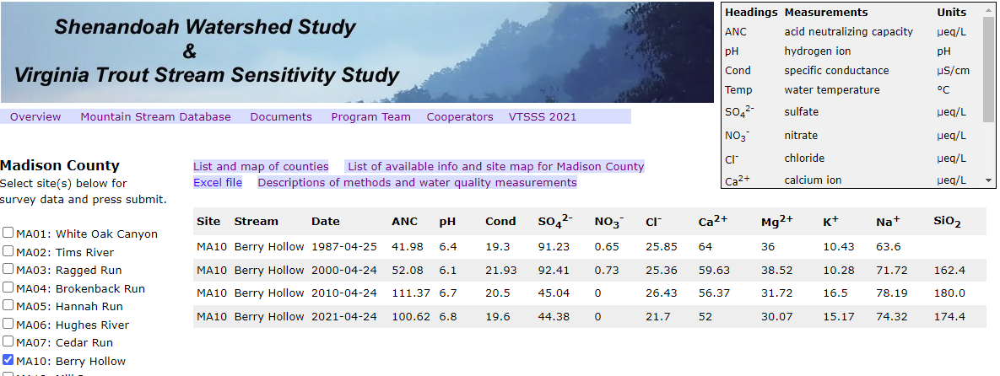 Shenandoah Watershed Study
&
Virginia Trout Stream Sensitivity Study
Headings Measurements Units
ANC acid neutralizing capacity µeq/L
pH hydrogen ion pH
Cond specific conductance µS/cm
Temp water temperature ºC
SO4 2- sulfate µeq/L
NO3 - nitrate µeq/L
Cl- chloride µeq/L
Ca2+ calcium ion µeq/L
Overview Mountain Stream Database Documents Program Team Cooperators VTSSS 2021
Madison County
Select site(s) below for
survey data and press submit.
MA01: White Oak Canyon
MA02: Tims River
MA03: Ragged Run
MA04: Brokenback Run
MA05: Hannah Run
MA06: Hughes River
MA07: Cedar Run
MA10: Berry Hollow
List and map of counties List of available info and site map for Madison County
Excel file Descriptions of methods and water quality measurements
Site Stream Date ANC pH Cond SO4 2- NO3 - Cl- Ca2+ Mg2+ K+ Na+ SiO2
MA10 Berry Hollow 1987-04-25 41.98 6.4 19.3 91.23 0.65 25.85 64 36 10.43 63.6
MA10 Berry Hollow 2000-04-24 52.08 6.1 21.93 92.41 0.73 25.36 59.63 38.52 10.28 71.72 162.4
MA10 Berry Hollow 2010-04-24 111.37 6.7 20.5 45.04 0 26.43 56.37 31.72 16.5 78.19 180.0
MA10 Berry Hollow 2021-04-24 100.62 6.8 19.6 44.38 0 21.7 52 30.07 15.17 74.32 174.4